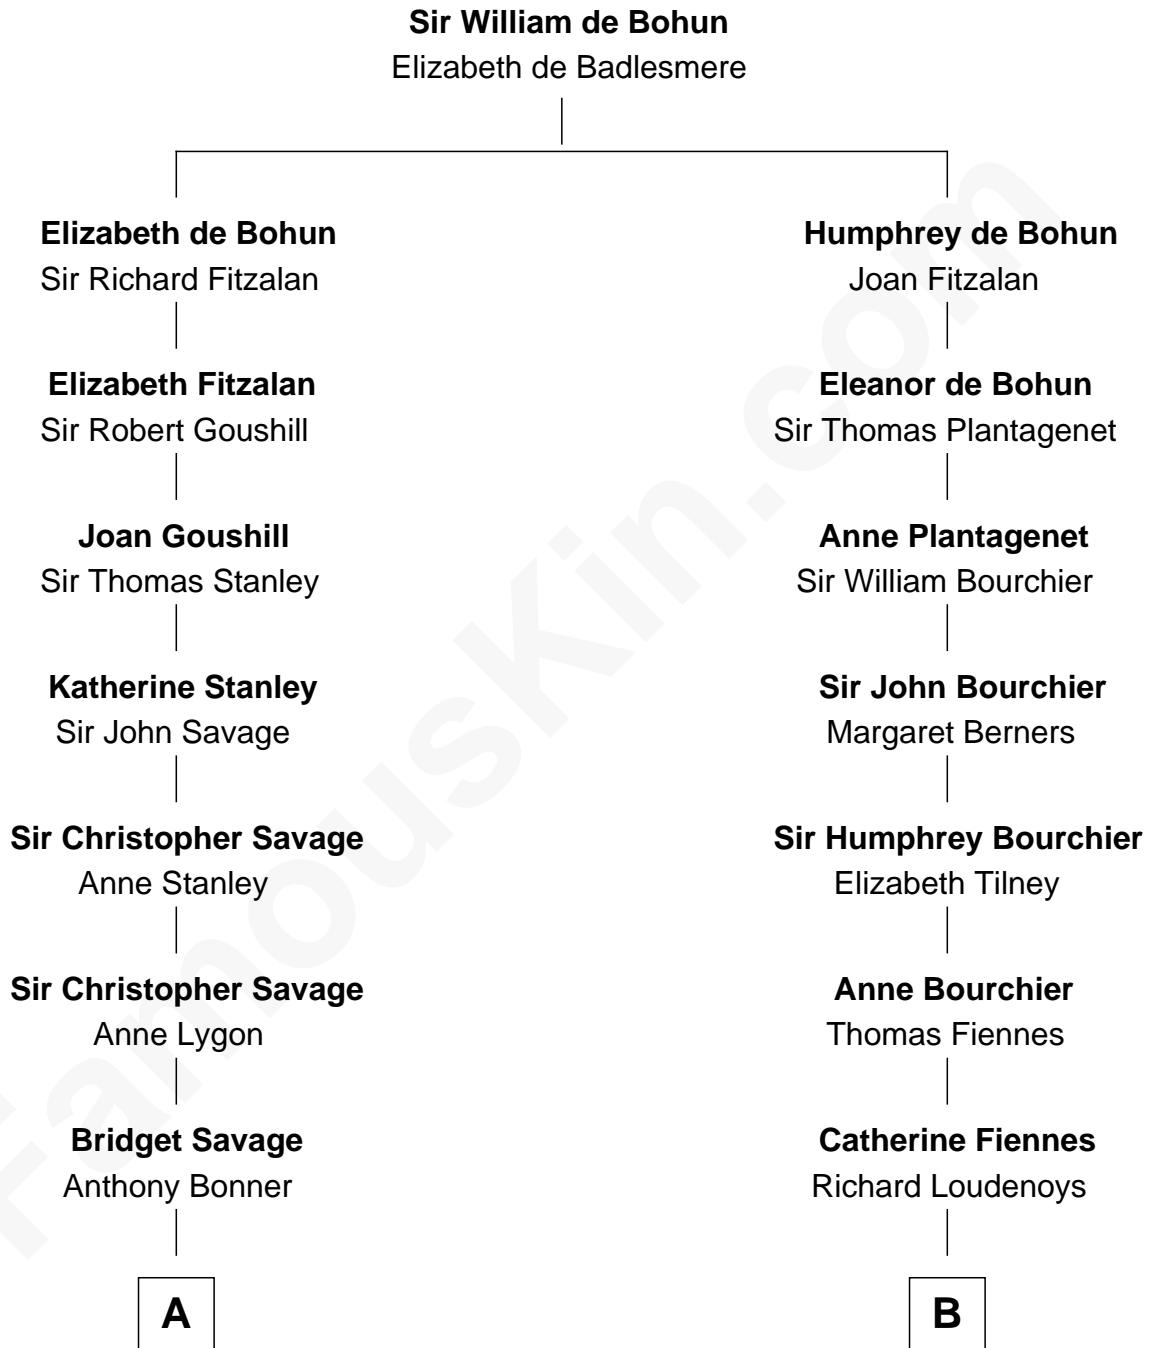 Sir William de Bohun
Elizabeth de Badlesmere
Elizabeth de Bohun
Sir Richard Fitzalan
Humphrey de Bohun
Joan Fitzalan
Elizabeth Fitzalan
Sir Robert Goushill
Eleanor de Bohun
Sir Thomas Plantagenet
Joan Goushill
Sir Thomas Stanley
Anne Plantagenet
Sir William Bourchier
Katherine Stanley
Sir John Savage
Sir John Bourchier
Margaret Berners
Sir Christopher Savage
Anne Stanley
Sir Humphrey Bourchier
Elizabeth Tilney
Sir Christopher Savage
Anne Lygon
Anne Bourchier
Thomas Fiennes
Bridget Savage
Anthony Bonner
Catherine Fiennes
Richard Loudenoys
A
B
FamousKin.com